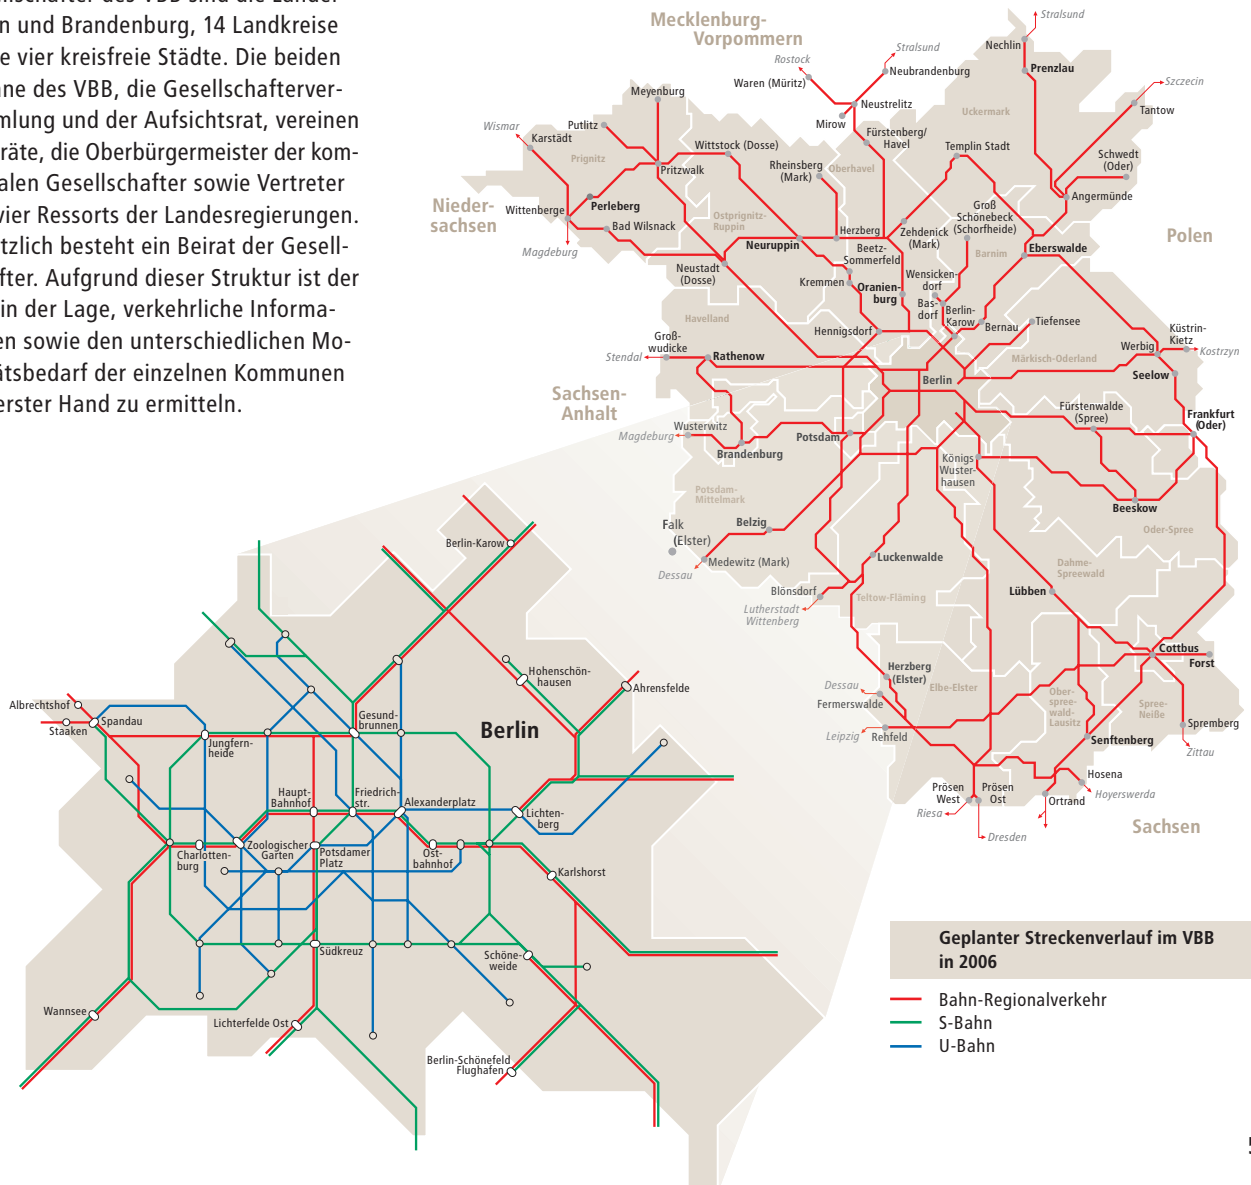 n und Brandenburg, 14 Landkreise
e vier kreisfreie Städte. Die beiden
ne des VBB, die Gesellschafterver-
mlung und der Aufsichtsrat, vereinen
räte, die Oberbürgermeister der kom-
alen Gesellschafter sowie Vertreter
vier Ressorts der Landesregierungen.
tzlich besteht ein Beirat der Gesell-
fter. Aufgrund dieser Struktur ist der
in der Lage, verkehrliche Informa-
en sowie den unterschiedlichen Mo-
ätsbedarf der einzelnen Kommunen
erster Hand zu ermitteln.
Mecklenburg-
Vorpommern
Stralsund
Nechlin
Prenzlau
Stralsund
Rostock
Neubrandenburg
Waren (Müritz)
Szczecin
Uckermark
Tantow
Meyenburg
Neustrelitz
Mirow
Wismar
Putlitz
Karstädt
Prignitz
Wittstock (Dosse)
Fürstenberg/
Havel
Templin Stadt
Schwedt
(Oder)
Pritzwalk
Rheinsberg
(Mark)
Oberhavel
Angermünde
Nieder-
sachsen
Perleberg
Wittenberge
Bad Wilsnack
Ostprignitz-
Ruppin
Groß
Schönebeck
(Schorfheide)
Magdeburg
Neuruppin
Herzberg
Zehdenick
(Mark)
Polen
Beetz-
Sommerfeld
Barnim
Eberswalde
Neustadt
(Dosse)
Kremmen
Oranien-
burg
Wensicken-
dorf
Bas-
dorf
Berlin-
Karow
Bernau
Tiefensee
Havelland
Hennigsdorf
Küstrin-
Kietz
Kostrzyn
Groß-
wudicke
Stendal
Rathenow
Märkisch-Oderland
Werbig
Seelow
Sachsen-
Anhalt
Berlin
Fürstenwalde
(Spree)
Frankfurt
(Oder)
Wusterwitz
Magdeburg
Brandenburg
Potsdam
Königs
Wuster-
hausen
Potsdam-
Mittelmark
Beeskow
Oder-Spree
Falk
(Elster)
Belzig
Dessau
Medewitz (Mark)
Luckenwalde
Dahme-
Spreewald
Blönsdorf
Lutherstadt
Wittenberg
Teltow-Fläming
Lübben
Cottbus
Forst
Herzberg
(Elster)
Dessau
Fermerswalde
Elbe-Elster
Ober-
spree-
wald-
Lausitz
Spree-
Neiße
Leipzig
Rehfeld
Senftenberg
Spremberg
Zittau
Hosena
Hoyerswerda
Prösen
West
Prösen
Ost
Ortrand
Riesa
Dresden
Sachsen
Berlin-Karow
Hohenschön-
hausen
Ahrensfelde
Albrechtshof
Staaken
Spandau
Jungfern-
heide
Gesund-
brunnen
Berlin
Haupt-
Bahnhof
Friedrich-
str.
Alexanderplatz
Lichten-
berg
Charlotten-
burg
Zoologischer
Garten
Potsdamer
Platz
Ost-
bahnhof
Karlshorst
Südkreuz
Schöne-
weide
Wannsee
Lichterfelde Ost
Berlin-Schönefeld
Flughafen
Geplanter Streckenverlauf im VBB
in 2006
Bahn-Regionalverkehr
S-Bahn
U-Bahn